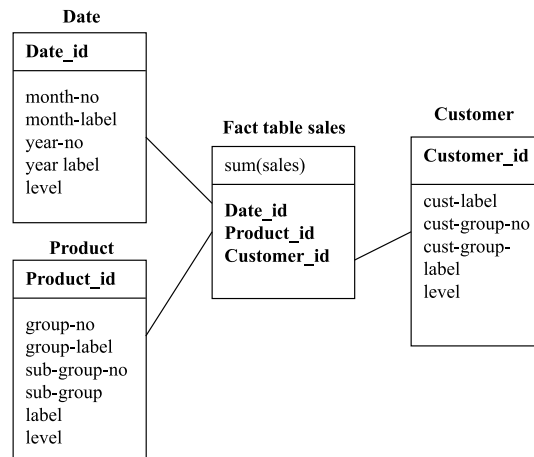 Date
Date_id
month-no
month-label
year-no
year label
level
Product
Product_id
group-no
group-label
sub-group-no
sub-group
label
level
Fact table sales
sum(sales)
Date_id
Product_id
Customer_id
Customer
Customer_id
cust-label
cust-group-no
cust-group-
label
level